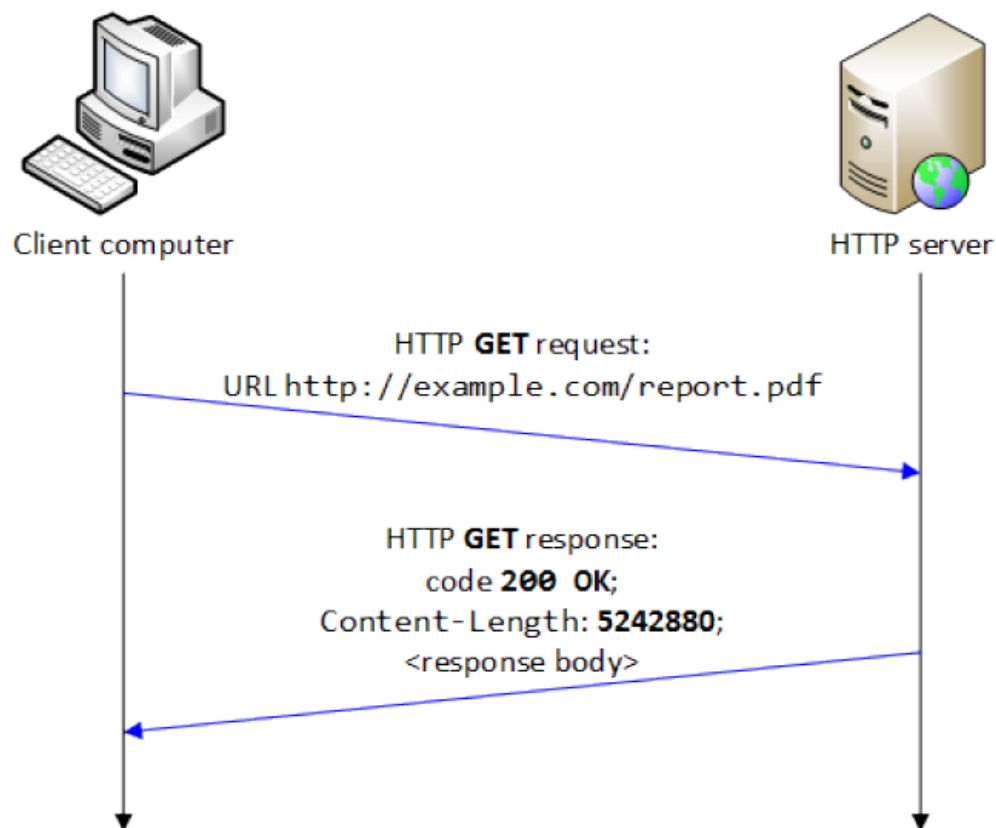 Client computer
HTTP server
HTTP GET request:
URL http://example.com/report.pdf
HTTP GET response:
code 200 OK;
Content-Length: 5242880;
<response body>